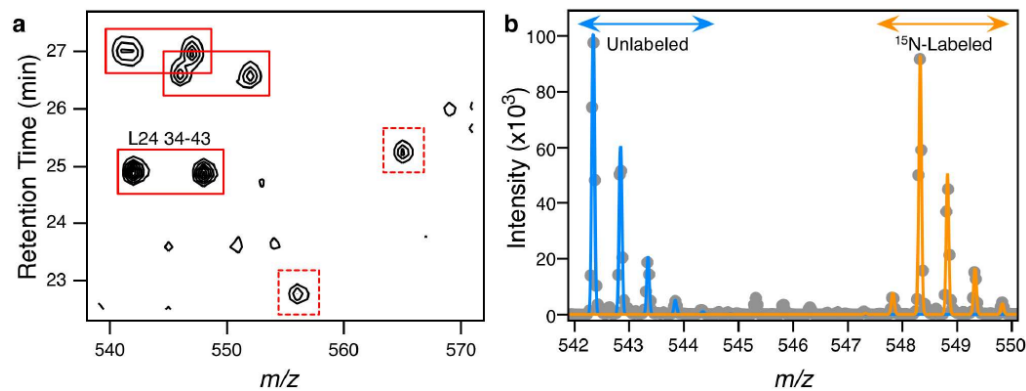 a
Retention Time (min)
27
26
25
24
23
L24 34-43
540
550
560
570
m/z
b
Intensity (x10³)
100
80
60
40
20
0
Unlabeled
¹⁵N-Labeled
542
543
544
545
546
547
548
549
550
m/z